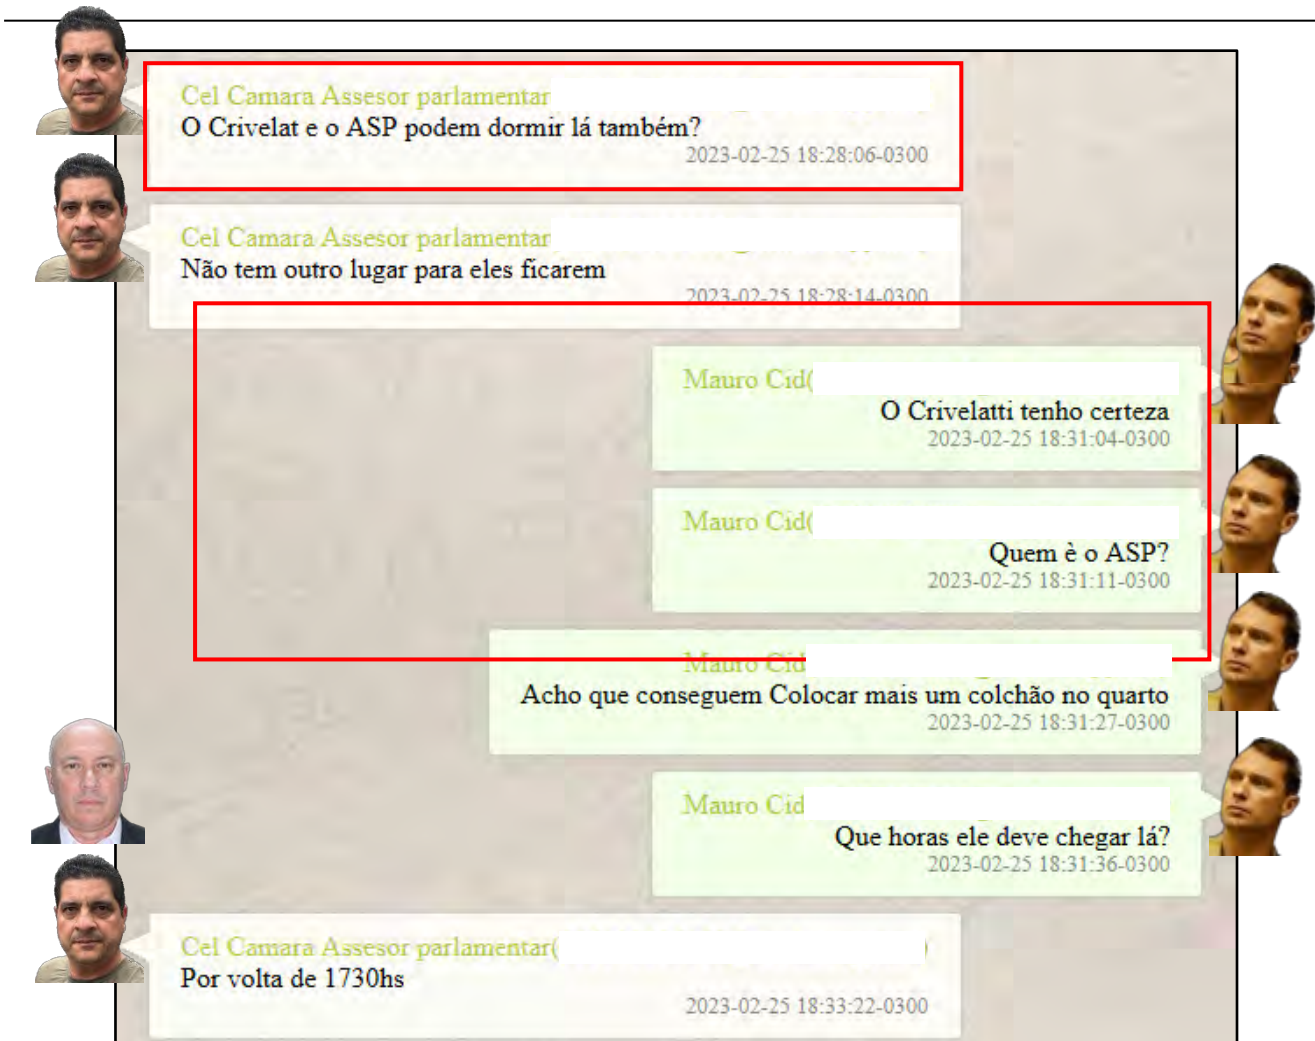 Cel Camara Assesor parlamentar
O Crivelat e o ASP podem dormir lá também?
2023-02-25 18:28:06-0300
Cel Camara Assesor parlamentar
Não tem outro lugar para eles ficarem
2023-02-25 18:28:14-0300
Mauro Cid(
O Crivelatti tenho certeza
2023-02-25 18:31:04-0300
Mauro Cid(
Quem è o ASP?
2023-02-25 18:31:11-0300
Mauro Cid
Acho que conseguem Colocar mais um colchão no quarto
2023-02-25 18:31:27-0300
Mauro Cid
Que horas ele deve chegar lá?
2023-02-25 18:31:36-0300
Cel Camara Assesor parlamentar( )
Por volta de 1730hs
2023-02-25 18:33:22-0300